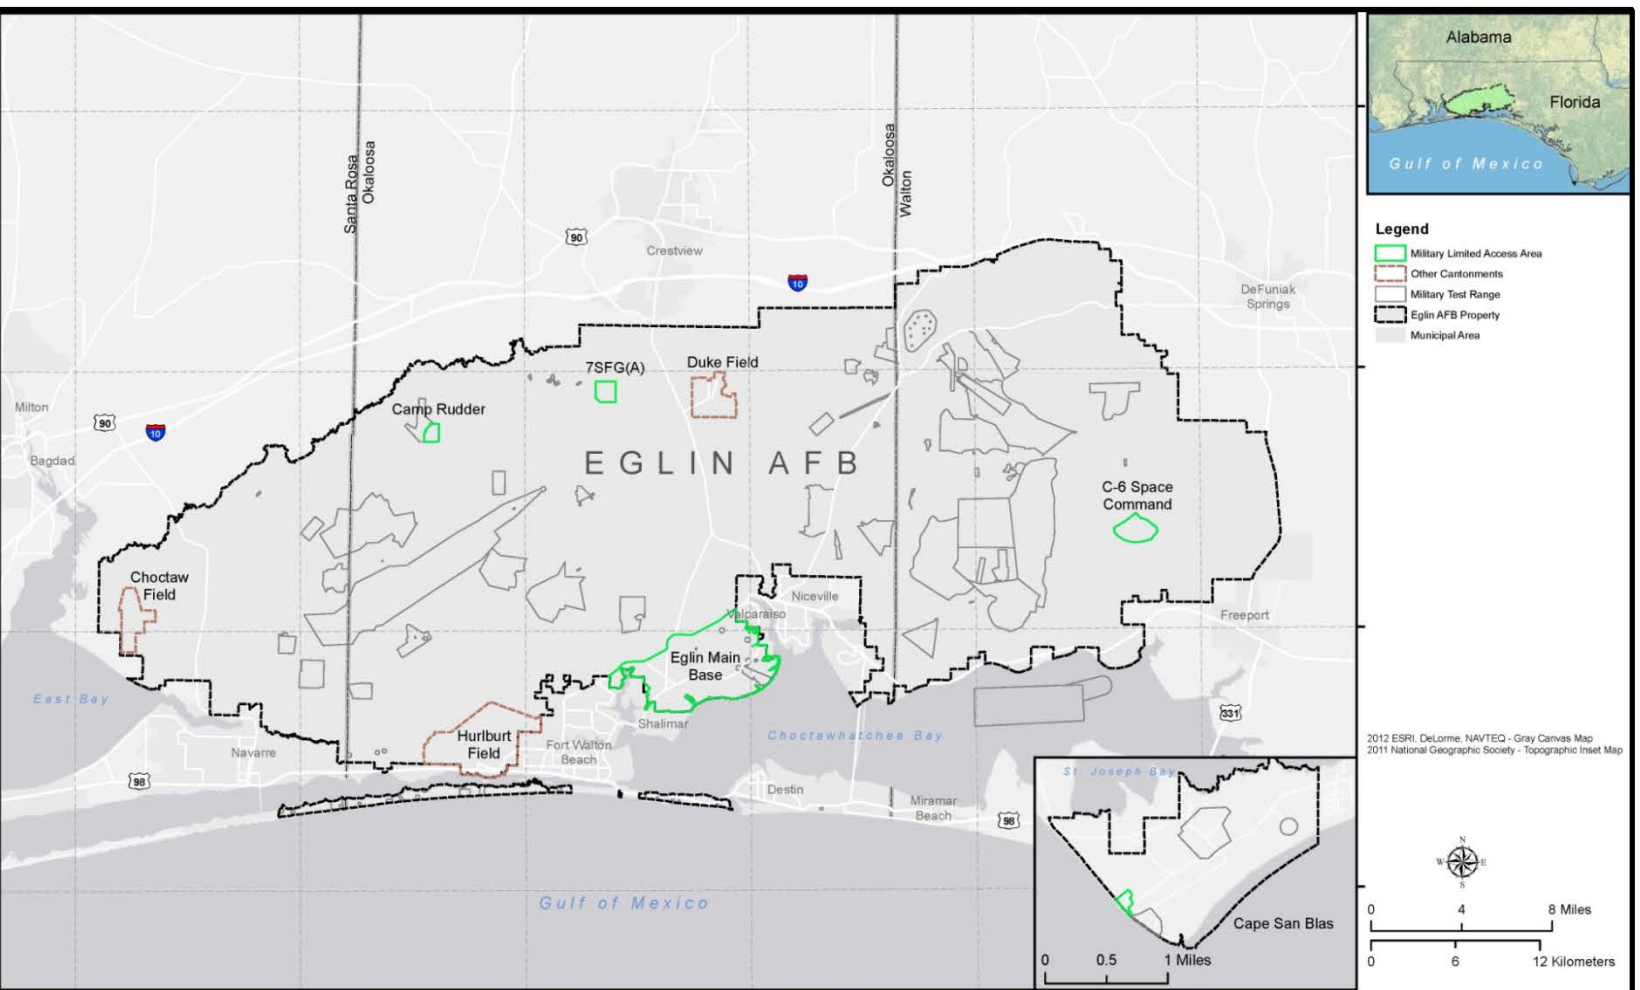 Alabama
Florida
Gulf of Mexico
Legend
Military Limited Access Area
Other Cantonments
Military Test Range
Eglin AFB Property
Municipal Area
Santa Rosa
Okaloosa
Okaloosa
Walton
90
Crestview
10
DeFuniak
Springs
7SFG(A)
Duke Field
Camp Rudder
Milton
90
10
Bagdad
EGLIN AFB
C-6 Space
Command
Choctaw
Field
Niceville
Valparaiso
Freeport
Eglin Main
Base
East Bay
Shalimar
331
Hurlburt
Field
Fort Walton
Beach
Choctawhatchee Bay
Navarre
98
Destin
Miramar
Beach
98
Gulf of Mexico
St. Joseph Bay
Cape San Blas
0 0.5 1 Miles
2012 ESRI, DeLorme, NAVTEQ - Gray Canvas Map
2011 National Geographic Society - Topographic Inset Map
N
W E
S
0 4 8 Miles
0 6 12 Kilometers